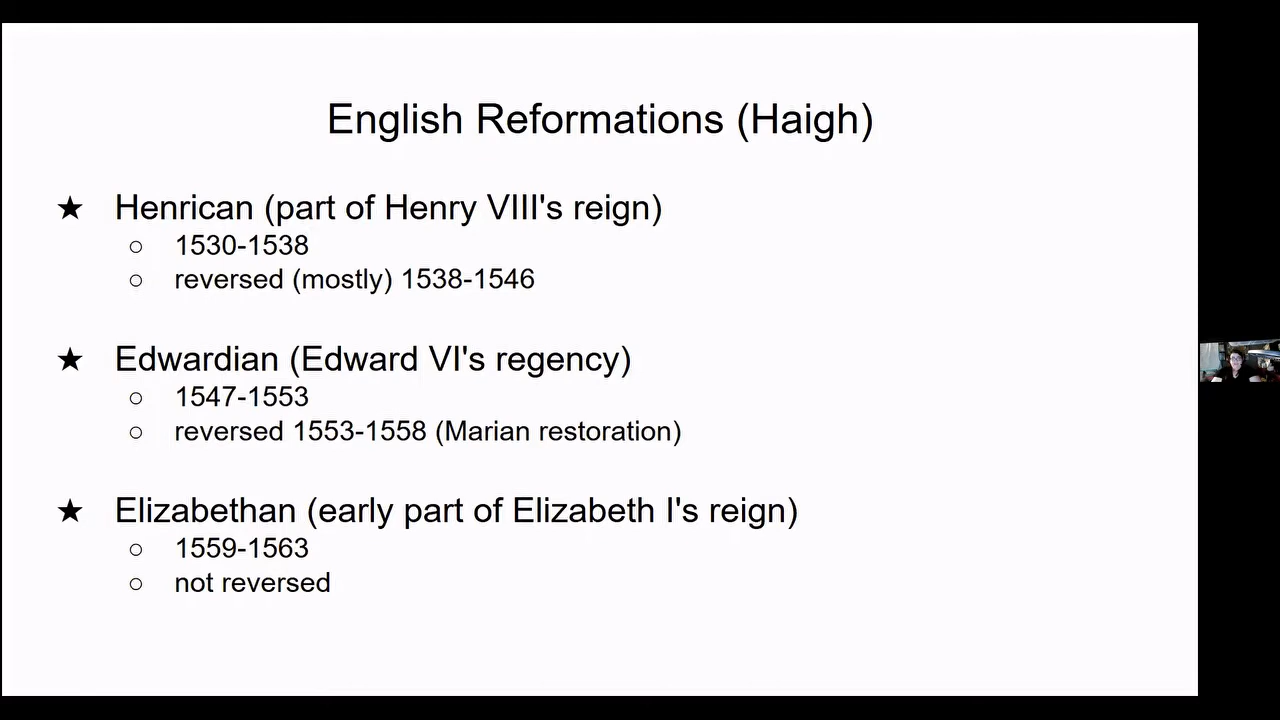 English Reformations (Haigh)
★ Henrican (part of Henry VIII's reign)
○ 1530-1538
○ reversed (mostly) 1538-1546
★ Edwardian (Edward VI's regency)
○ 1547-1553
○ reversed 1553-1558 (Marian restoration)
★ Elizabethan (early part of Elizabeth I's reign)
○ 1559-1563
○ not reversed